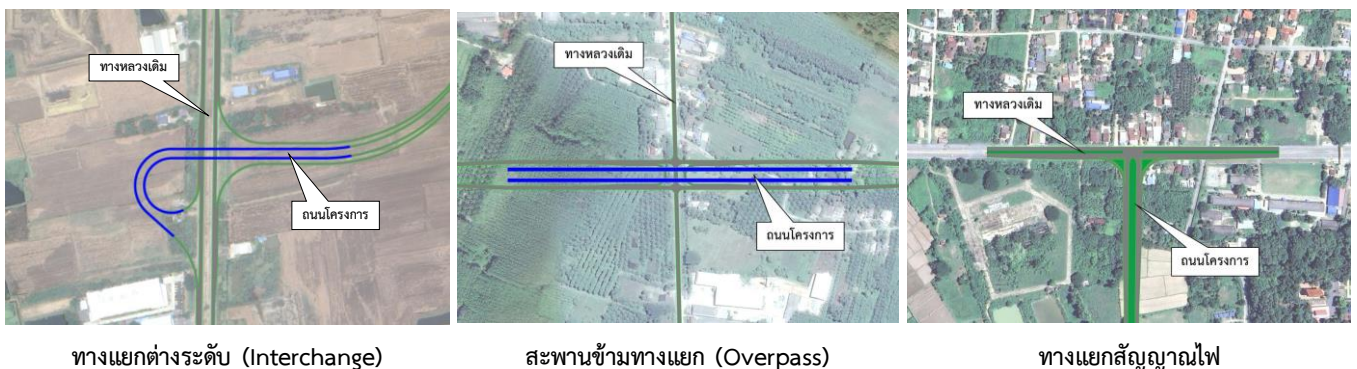 ทางหลวงเดิม
ถนนโครงการ
ทางแยกต่างระดับ (Interchange)
ทางหลวงเดิม
ถนนโครงการ
สะพานข้ามทางแยก (Overpass)
ทางหลวงเดิม
ถนนโครงการ
ทางแยกสัญญาณไฟ